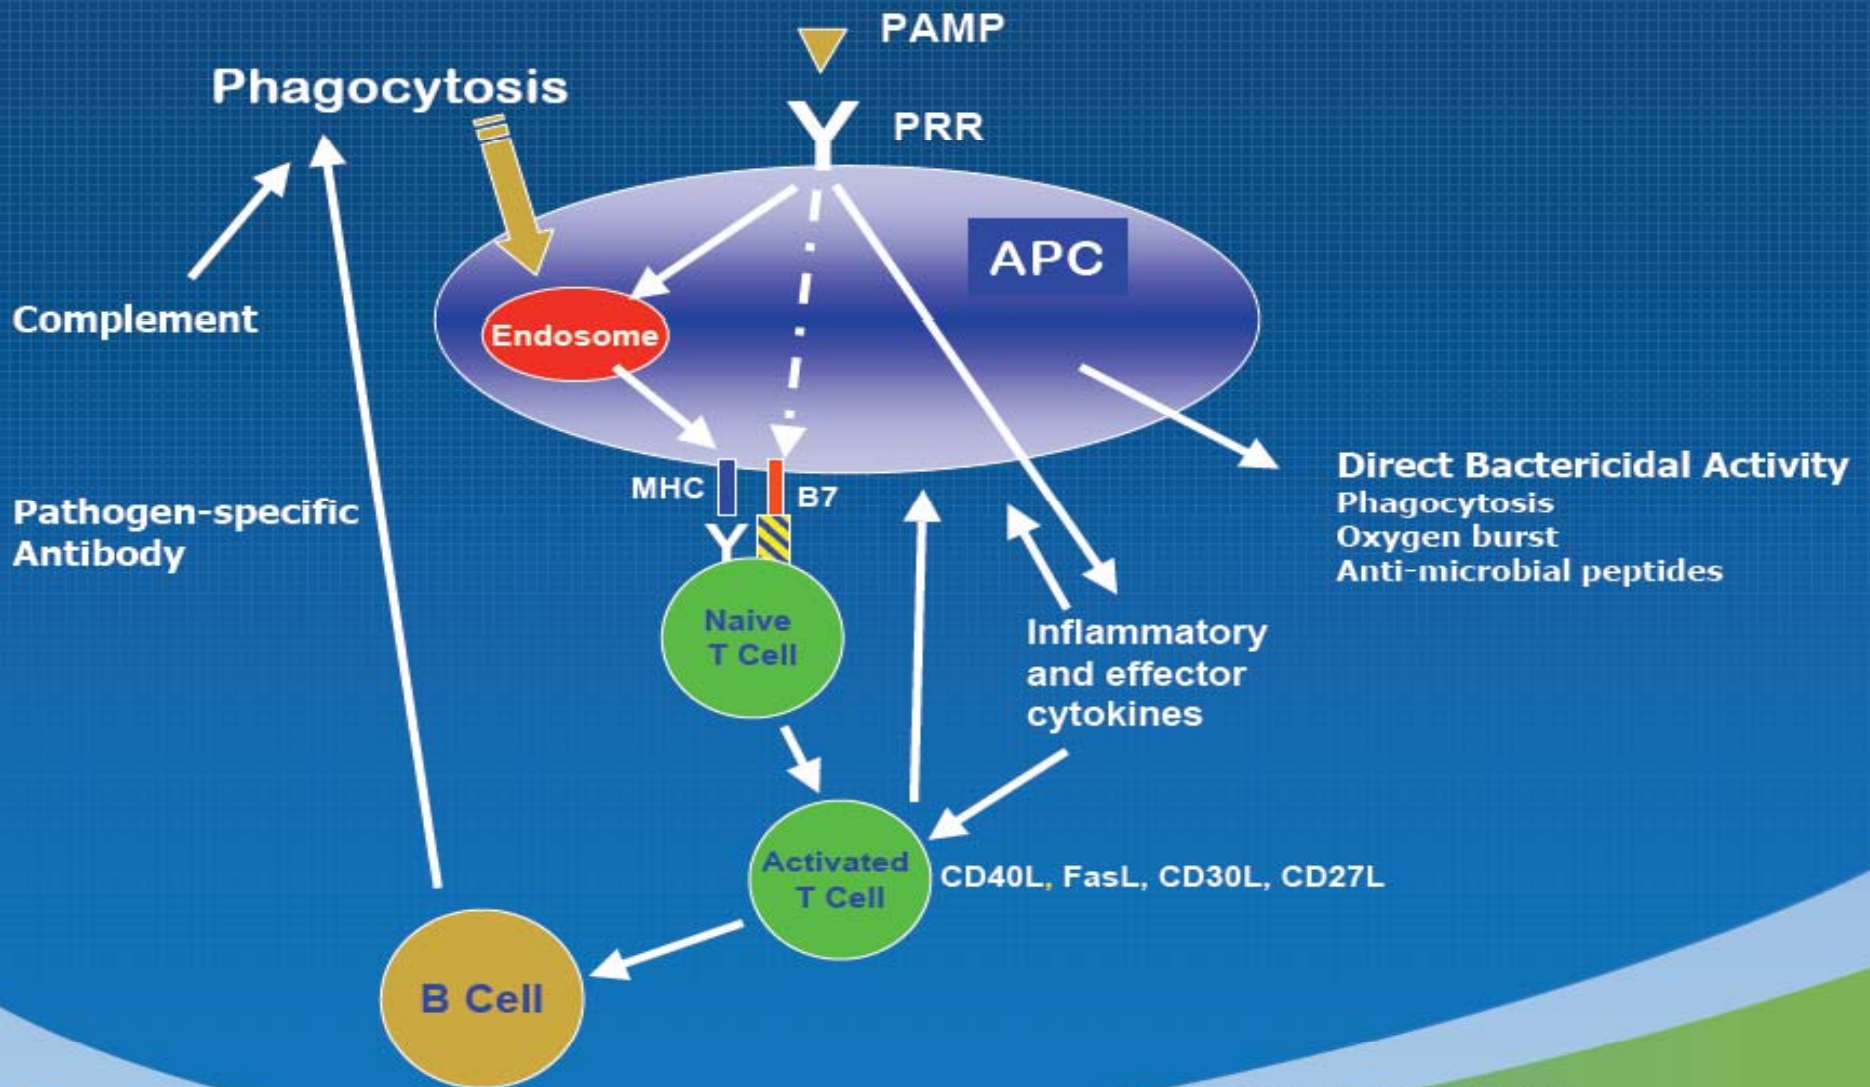 PAMP
Phagocytosis
PRR
APC
Complement
Endosome
Direct Bactericidal Activity
Phagocytosis
Oxygen burst
Anti-microbial peptides
MHC
B7
Pathogen-specific
Antibody
Naive
T Cell
Inflammatory
and effector
cytokines
Activated
T Cell
CD40L, FasL, CD30L, CD27L
B Cell